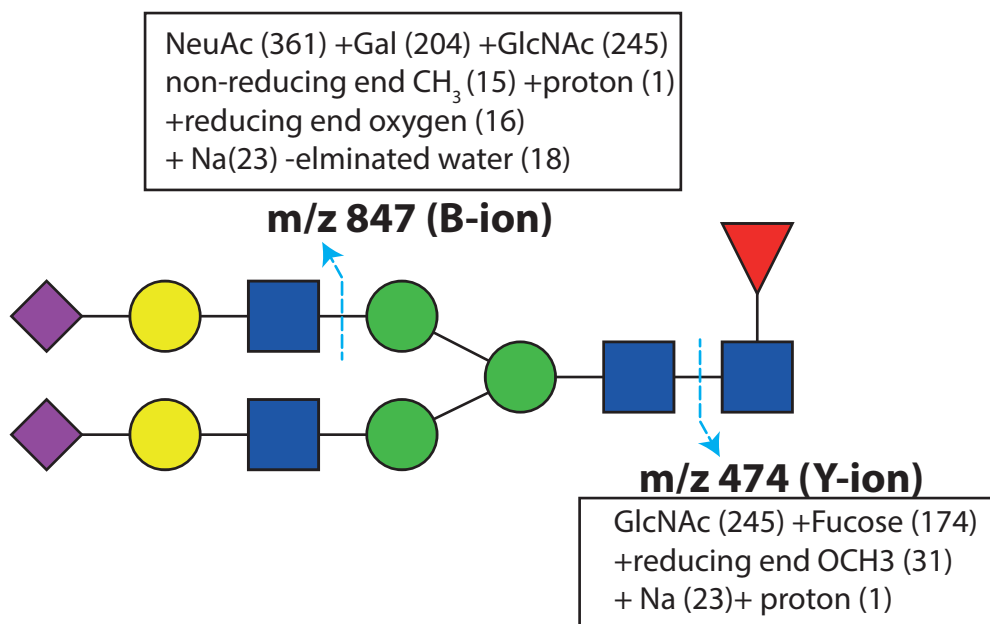 NeuAc (361) +Gal (204) +GlcNAc (245)
non-reducing end CH₃ (15) +proton (1)
+reducing end oxygen (16)
+ Na(23) -elminated water (18)
m/z 847 (B-ion)
m/z 474 (Y-ion)
GlcNAc (245) +Fucose (174)
+reducing end OCH3 (31)
+ Na (23)+ proton (1)